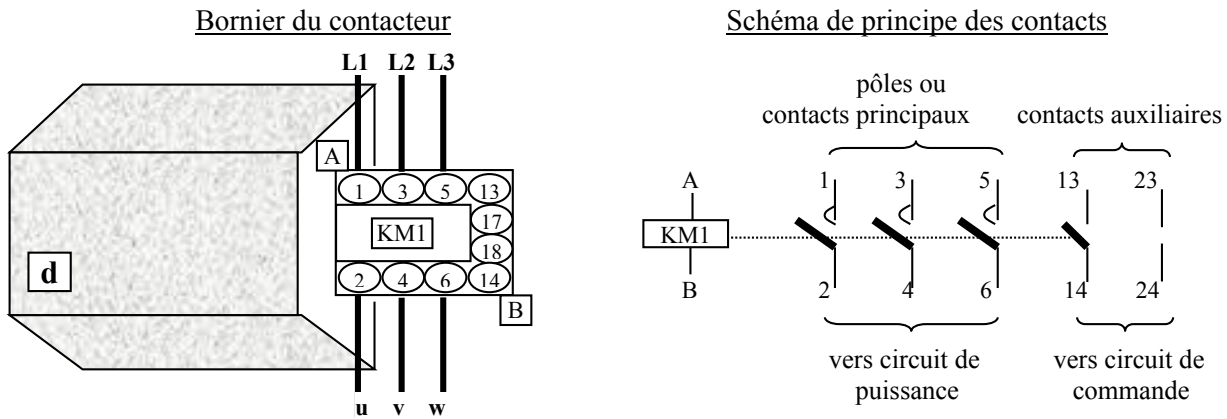 Bornier du contacteur
L1 L2 L3
A
1 3 5 13
KM1
17
18
2 4 6 14
B
d
u v w
Schéma de principe des contacts
pôles ou
contacts principaux
contacts auxiliaires
A 1 3 5 13 23
KM1
B 2 4 6 14 24
vers circuit de
puissance
vers circuit de
commande